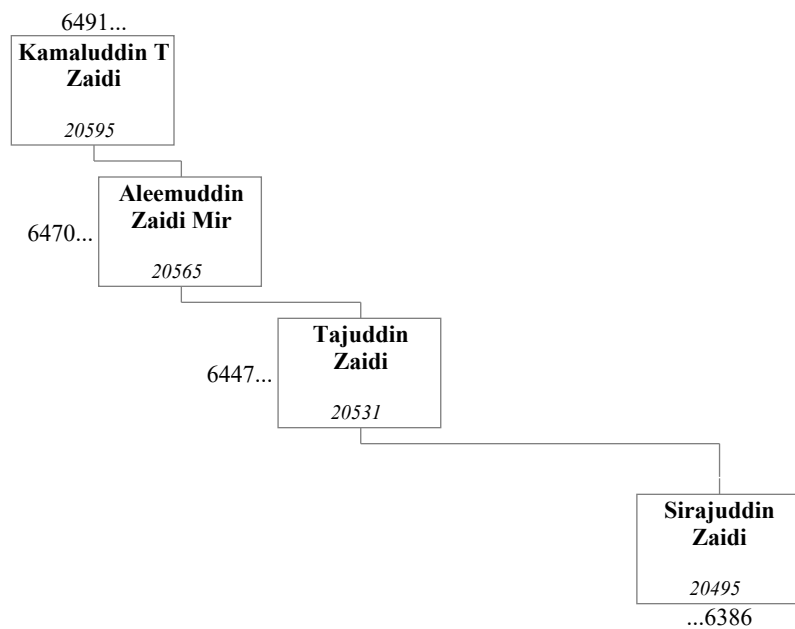 6491...
Kamaluddin T
Zaidi
20595
Aleemuddin
Zaidi Mir
6470...
20565
Tajuddin
Zaidi
6447...
20531
Sirajuddin
Zaidi
20495
...6386